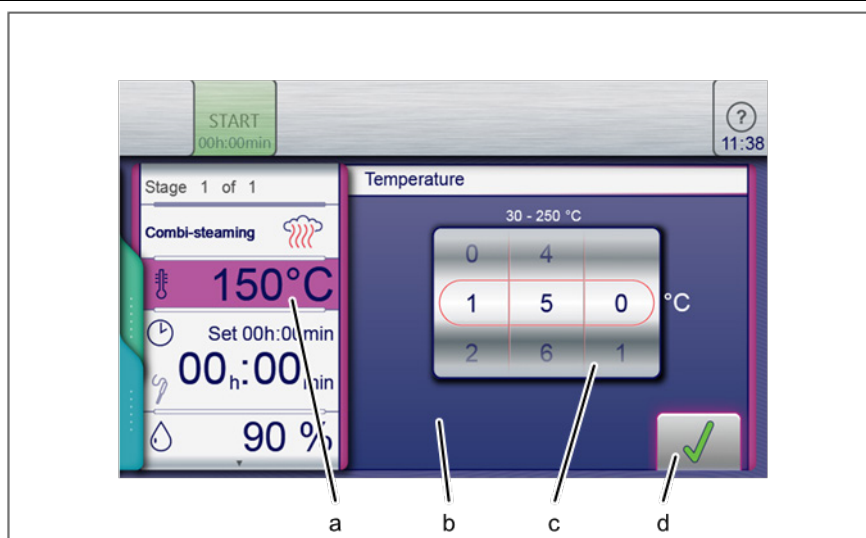 START
00h:00min
?
11:38
Stage 1 of 1
Temperature
Combi-steaming
30 - 250 °C
0 4
150°C
1 5 0 °C
2 6 1
Set 00h:00min
00h:00min
90 %
a b c d